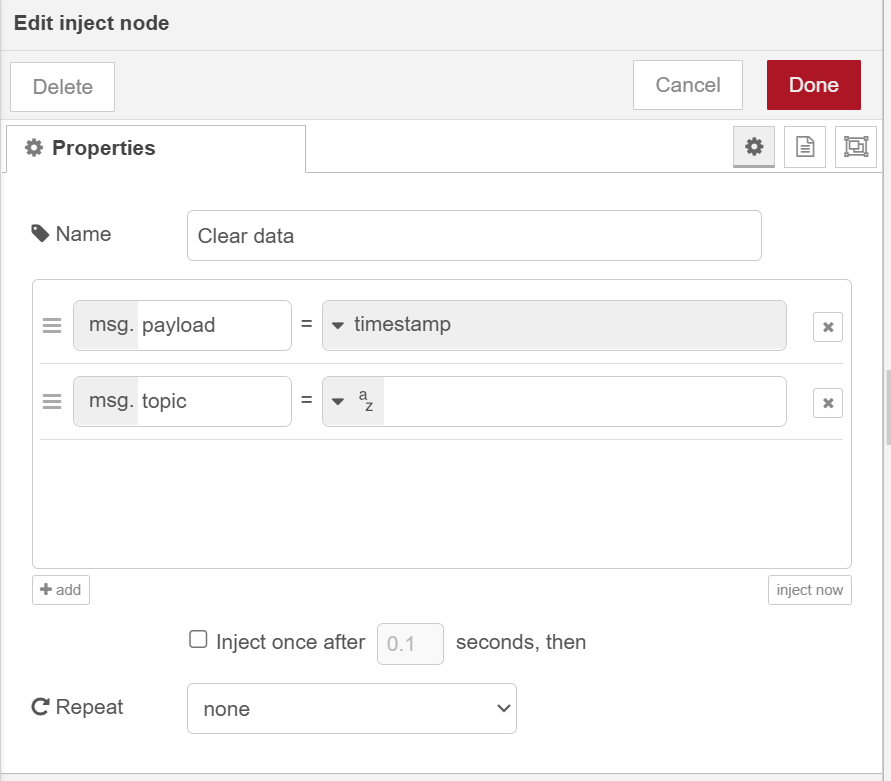 Edit inject node
Delete Cancel Done
Properties
Name Clear data
msg. payload = timestamp
msg. topic = a z
add inject now
Inject once after 0.1 seconds, then
Repeat none